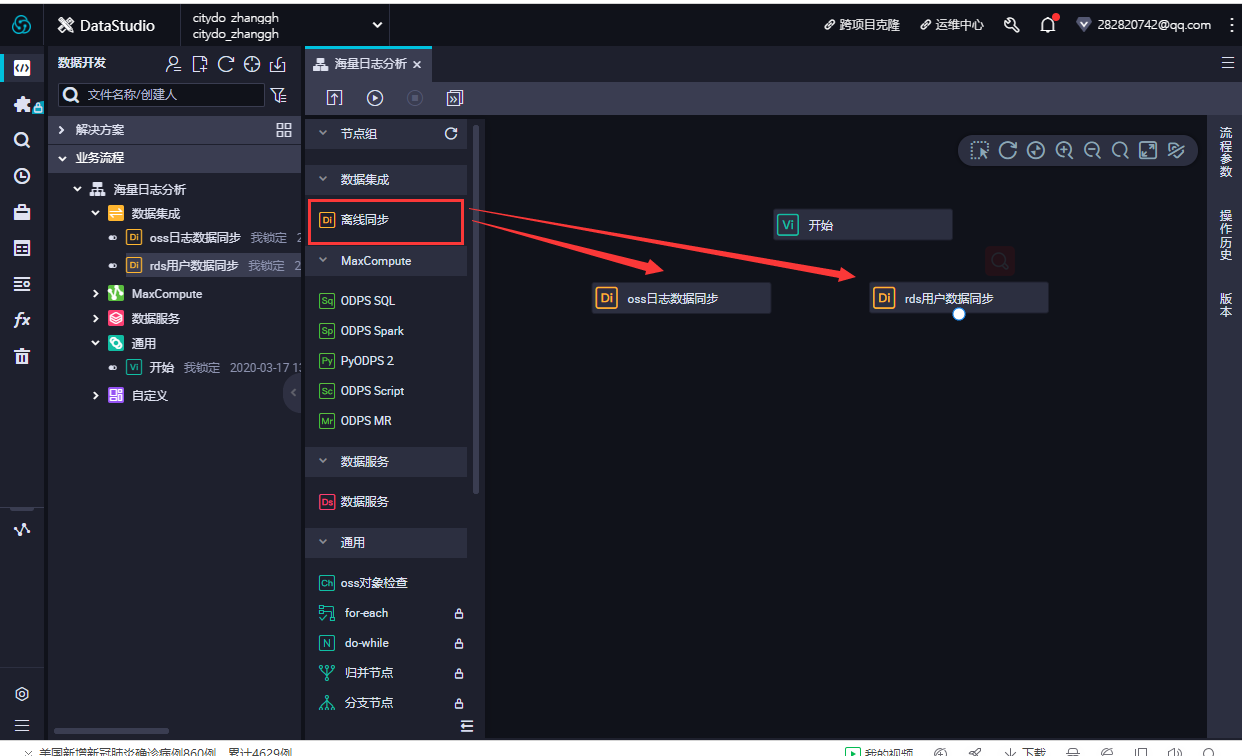 DataStudio
citydo_zhanggh
citydo_zhanggh
跨项目克隆
运维中心
282820742@qq.com
数据开发
文件名称/创建人
解决方案
业务流程
海量日志分析
数据集成
Di oss日志数据同步 我锁定 2
Di rds用户数据同步 我锁定 2
MaxCompute
数据服务
通用
Vi 开始 我锁定 2020-03-17 13:
自定义
海量日志分析 ×
节点组
数据集成
Di 离线同步
MaxCompute
Sq ODPS SQL
Sp ODPS Spark
Py PyODPS 2
Sc ODPS Script
Mr ODPS MR
数据服务
Ds 数据服务
通用
Ch oss对象检查
for-each
N do-while
归并节点
分支节点
Vi 开始
Di oss日志数据同步
Di rds用户数据同步
流程参数
操作历史
版本
美国新增新冠肺炎确诊病例860例，累计4629例
我的视频
下载